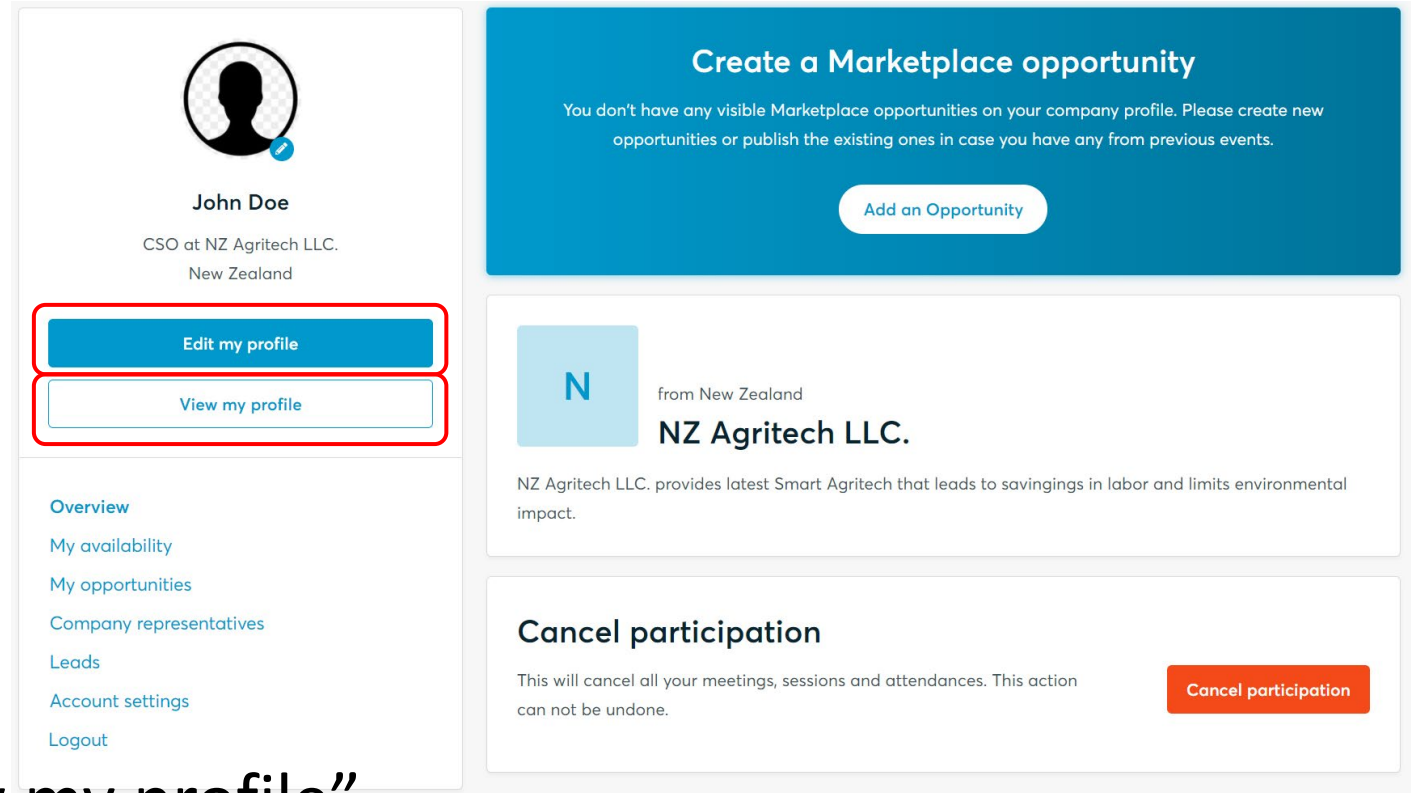 John Doe
CSO at NZ Agritech LLC.
New Zealand
Edit my profile
View my profile
Overview
My availability
My opportunities
Company representatives
Leads
Account settings
Logout
Create a Marketplace opportunity
You don't have any visible Marketplace opportunities on your company profile. Please create new
opportunities or publish the existing ones in case you have any from previous events.
Add an Opportunity
N
from New Zealand
NZ Agritech LLC.
NZ Agritech LLC. provides latest Smart Agritech that leads to savingings in labor and limits environmental
impact.
Cancel participation
This will cancel all your meetings, sessions and attendances. This action
can not be undone.
Cancel participation
my profile”